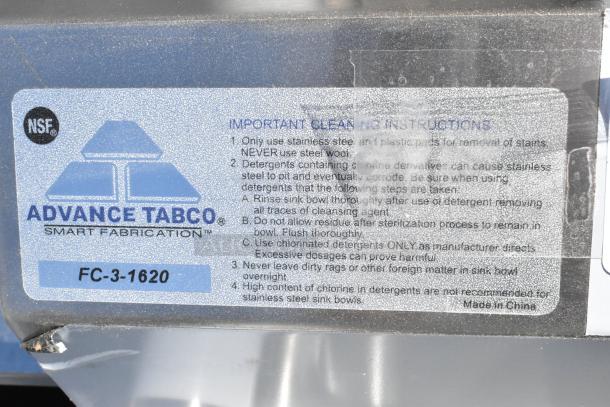 NSF®
ADVANCE TABCO®
SMART FABRICATION™
FC-3-1620
IMPORTANT CLEANING INSTRUCTIONS
1. Only use stainless steel and plastic pads for removal of stains.
NEVER use steel wool.
2. Detergents containing chlorine derivatives can cause stainless
steel to pit and eventually corrode. Be sure when using
detergents that the following steps are taken:
A. Rinse sink bowl thoroughly after use of detergent removing
all traces of cleansing agent.
B. Do not allow residue after sterilization process to remain in
bowl. Flush thoroughly.
C. Use chlorinated detergents ONLY as manufacturer directs.
Excessive dosages can prove harmful.
3. Never leave dirty rags or other foreign matter in sink bowl
overnight.
4. High content of chlorine in detergents are not recommended for
stainless steel sink bowls.
Made in China